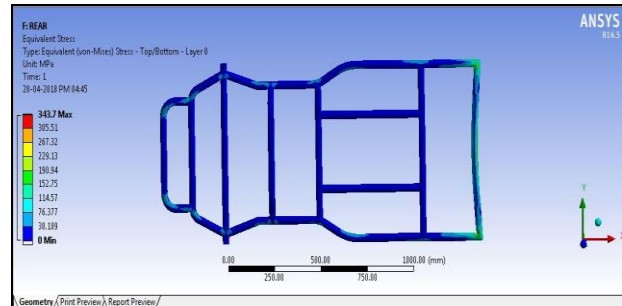 F: REAR
Equivalent Stress
Type: Equivalent (von-Mises) Stress - Top/Bottom - Layer 0
Unit: MPa
Time: 1
28-04-2018 PM 04:45
343.7 Max
305.51
267.32
229.13
190.94
152.75
114.57
76.377
38.189
0 Min
ANSYS
R14.5
Y
X
0.00 500.00 1000.00 (mm)
250.00 750.00
Geometry Print Preview Report Preview